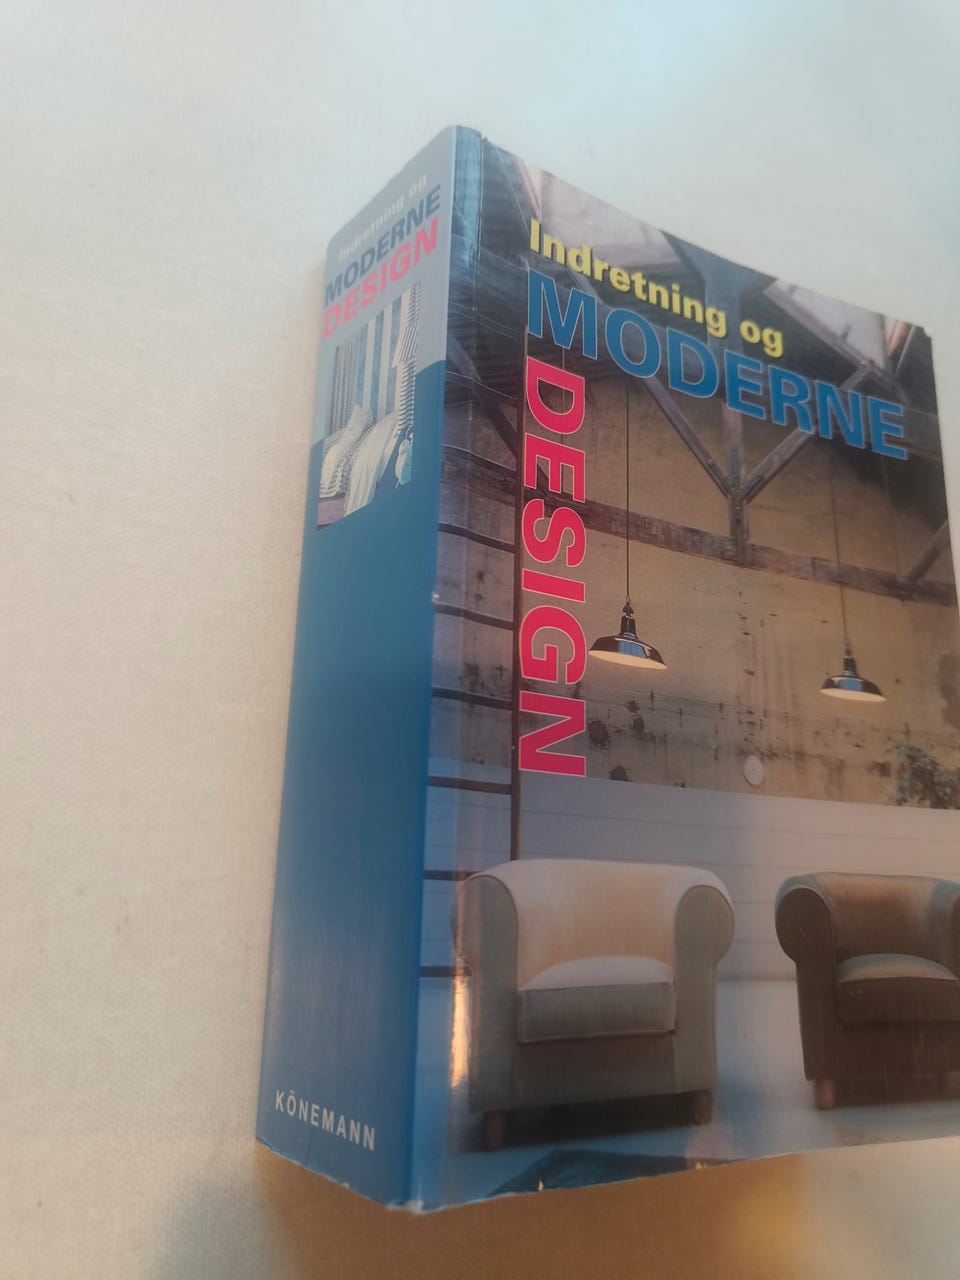 Indretning og
MODERNE
DESIGN
KÖNEMANN
Indretning og
MODERNE
DESIGN